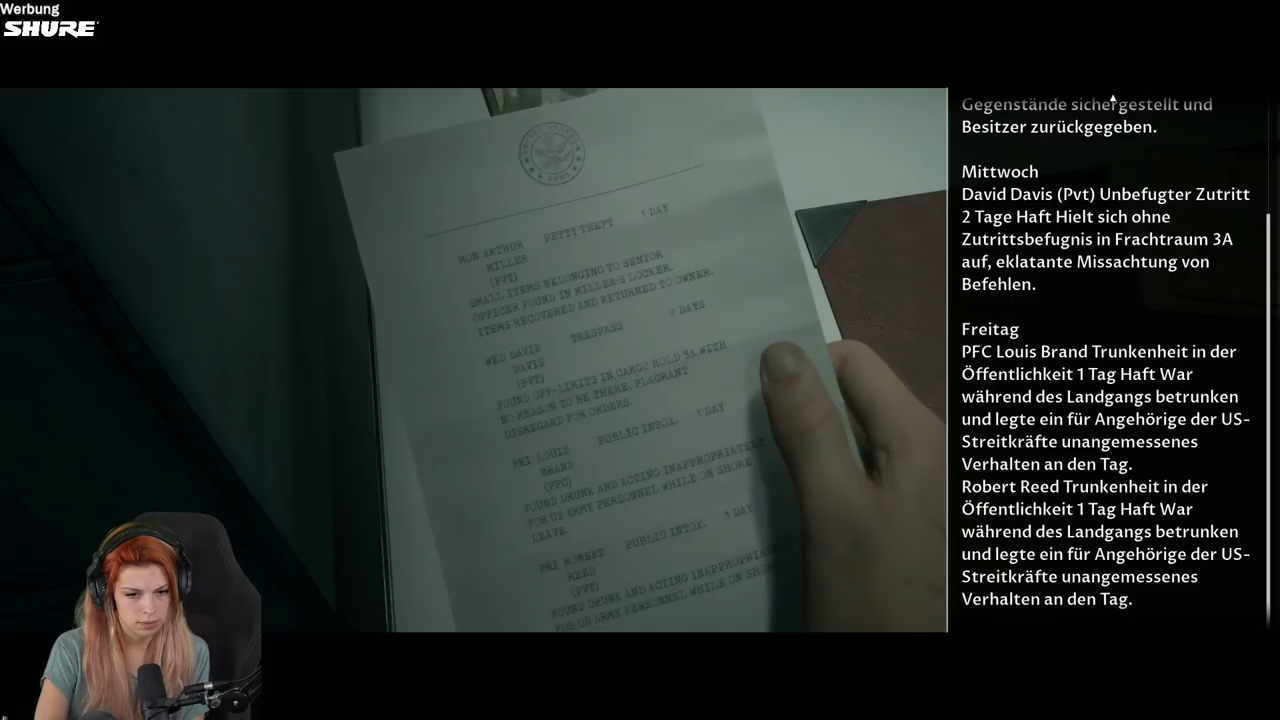 Werbung
SHURE
UNITED STATES
ARMY
MON ARTHUR PETTY THEFT 1 DAY
MILLER
(PVT)
SMALL ITEMS BELONGING TO SENIOR
OFFICER FOUND IN MILLER'S LOCKER.
ITEMS RECOVERED AND RETURNED TO OWNER.
WED DAVID TRESPASS 2 DAYS
DAVIS
(PVT)
FOUND OFF-LIMITS IN CARGO HOLD 3A WITH
NO REASON TO BE THERE. FLAGRANT
DISREGARD FOR ORDERS.
FRI LOUIS PUBLIC INTOX. 1 DAY
BRAND
(PFC)
FOUND DRUNK AND ACTING INAPPROPRIATELY
FOR US ARMY PERSONNEL WHILE ON SHORE
LEAVE.
FRI ROBERT PUBLIC INTOX. 1 DAY
REED
(PVT)
FOUND DRUNK AND ACTING
FOR US ARMY PERSONNEL WHILE ON
Gegenstände sichergestellt und
Besitzer zurückgegeben.
Mittwoch
David Davis (Pvt) Unbefugter Zutritt
2 Tage Haft Hielt sich ohne
Zutrittsbefugnis in Frachtraum 3A
auf, eklatante Missachtung von
Befehlen.
Freitag
PFC Louis Brand Trunkenheit in der
Öffentlichkeit 1 Tag Haft War
während des Landgangs betrunken
und legte ein für Angehörige der US-
Streitkräfte unangemessenes
Verhalten an den Tag.
Robert Reed Trunkenheit in der
Öffentlichkeit 1 Tag Haft War
während des Landgangs betrunken
und legte ein für Angehörige der US-
Streitkräfte unangemessenes
Verhalten an den Tag.